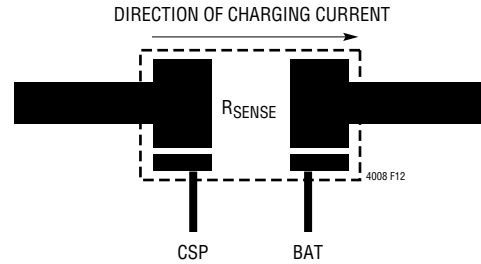 DIRECTION OF CHARGING CURRENT
RSENSE
4008 F12
CSP BAT